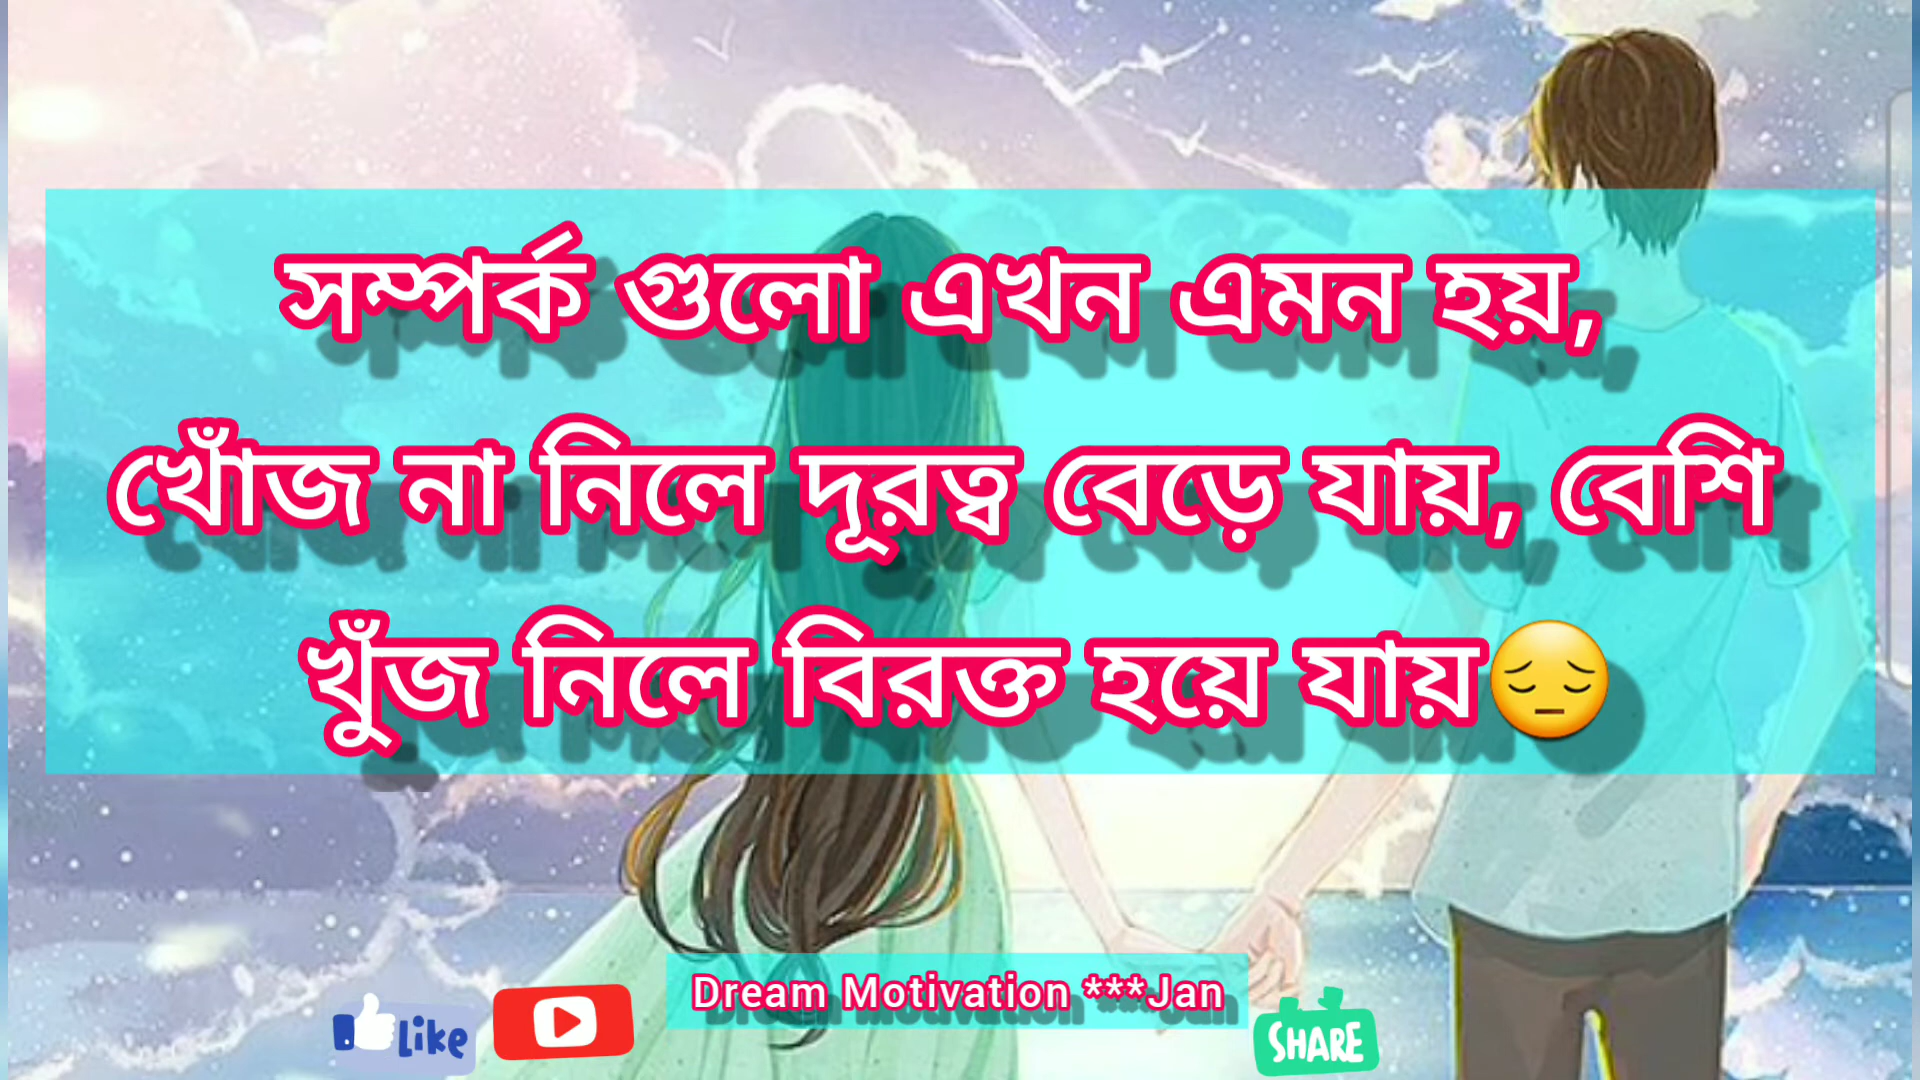 সম্পর্ক গুলো এখন এমন হয়,
খোঁজ না নিলে দূরত্ব বেড়ে যায়, বেশি
খুঁজ নিলে বিরক্ত হয়ে যায়😔
Dream Motivation ***Jan
Like
SHARE